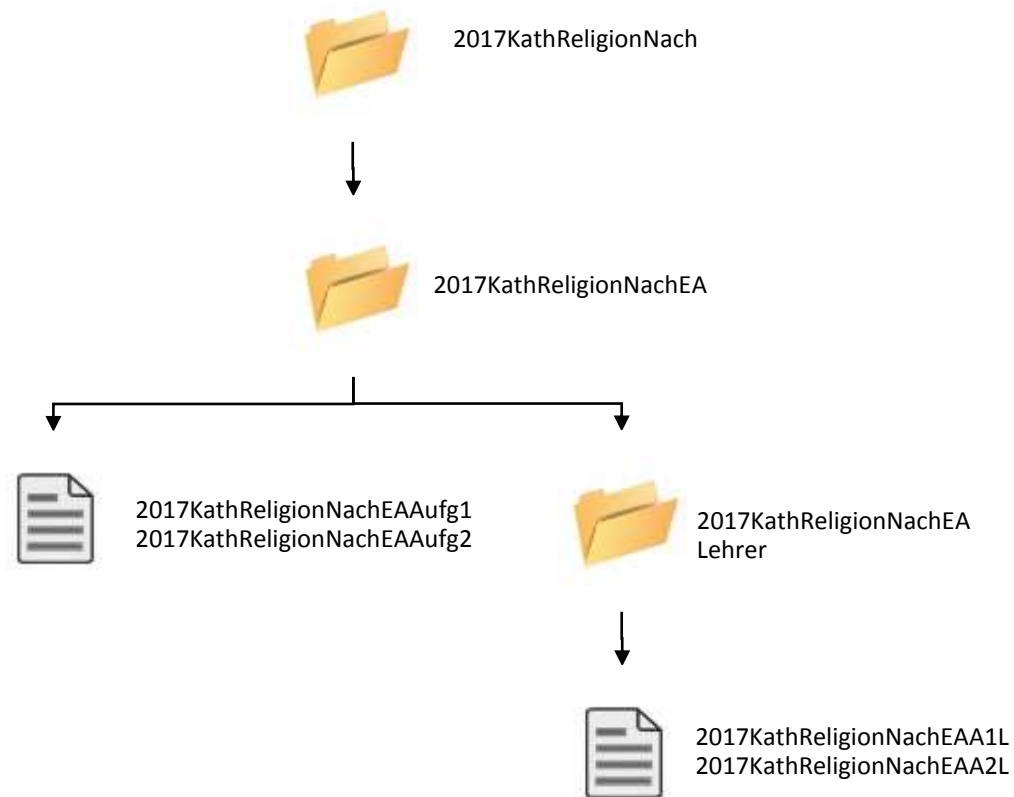 2017KathReligionNach
2017KathReligionNachEA
2017KathReligionNachEAAufg1
2017KathReligionNachEAAufg2
2017KathReligionNachEA
Lehrer
2017KathReligionNachEAA1L
2017KathReligionNachEAA2L